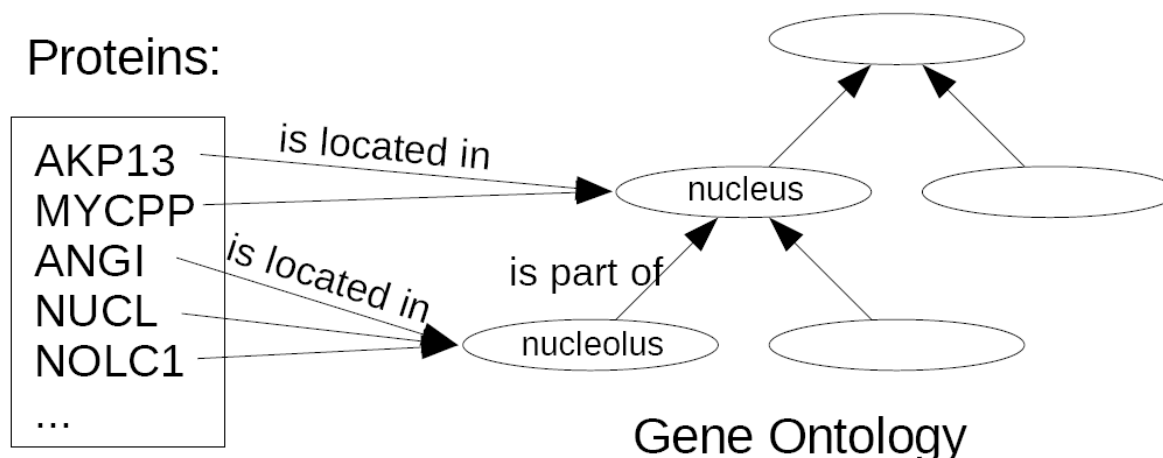 Proteins:
AKP13
MYCPP
ANGI
NUCL
NOLC1
...
is located in
is located in
nucleus
is part of
nucleolus
Gene Ontology